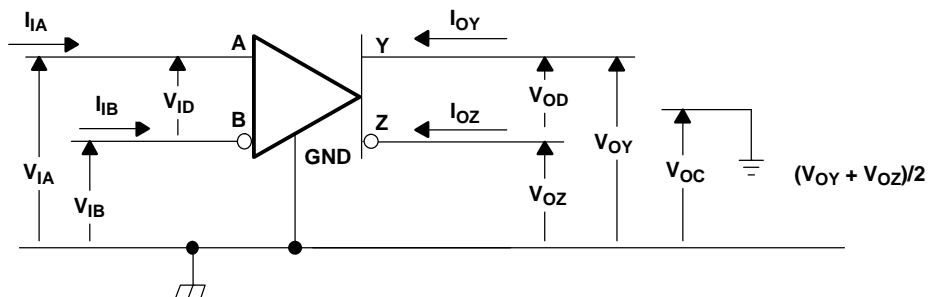 IIA
IOY
A
Y
IIB
VID
IOZ
VOD
B
Z
GND
VOY
VIA
VIB
VOZ
VOC
(VOY + VOZ)/2